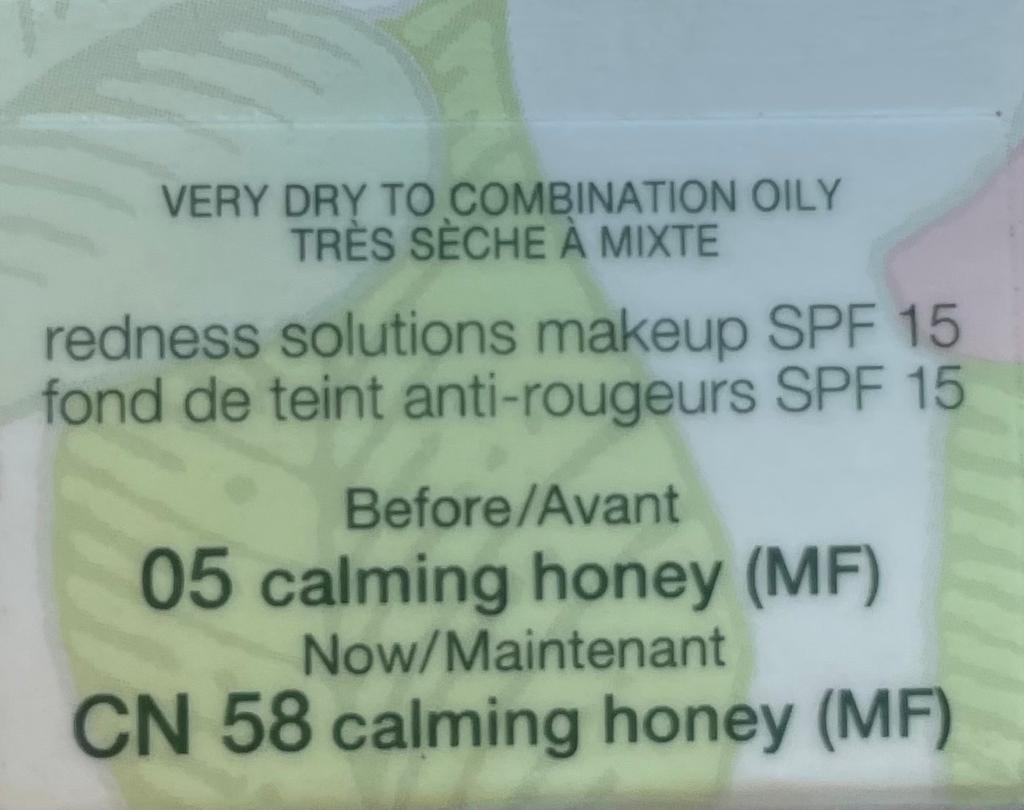 VERY DRY TO COMBINATION OILY
TRÈS SÈCHE À MIXTE
redness solutions makeup SPF 15
fond de teint anti-rougeurs SPF 15
Before/Avant
05 calming honey (MF)
Now/Maintenant
CN 58 calming honey (MF)